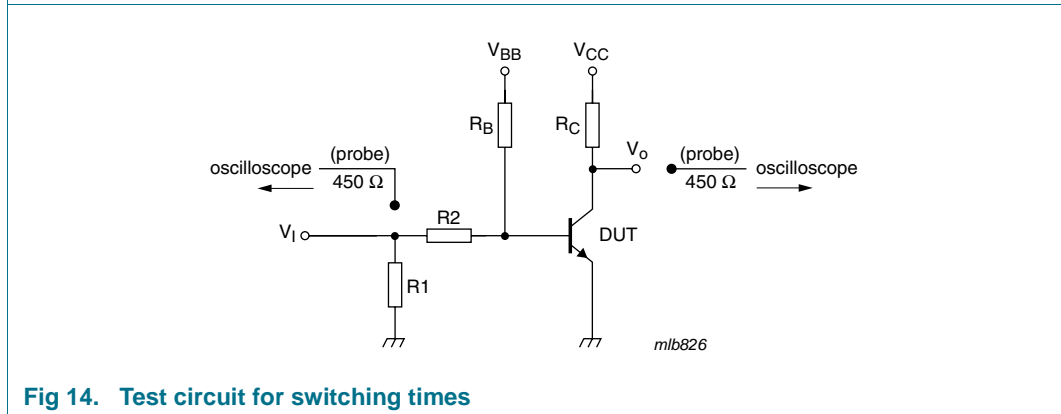 V_BB V_CC
R_B R_C
V_o
(probe) (probe)
oscilloscope oscilloscope
450 Ω 450 Ω
R2
V_I DUT
R1
mlb826
Fig 14. Test circuit for switching times